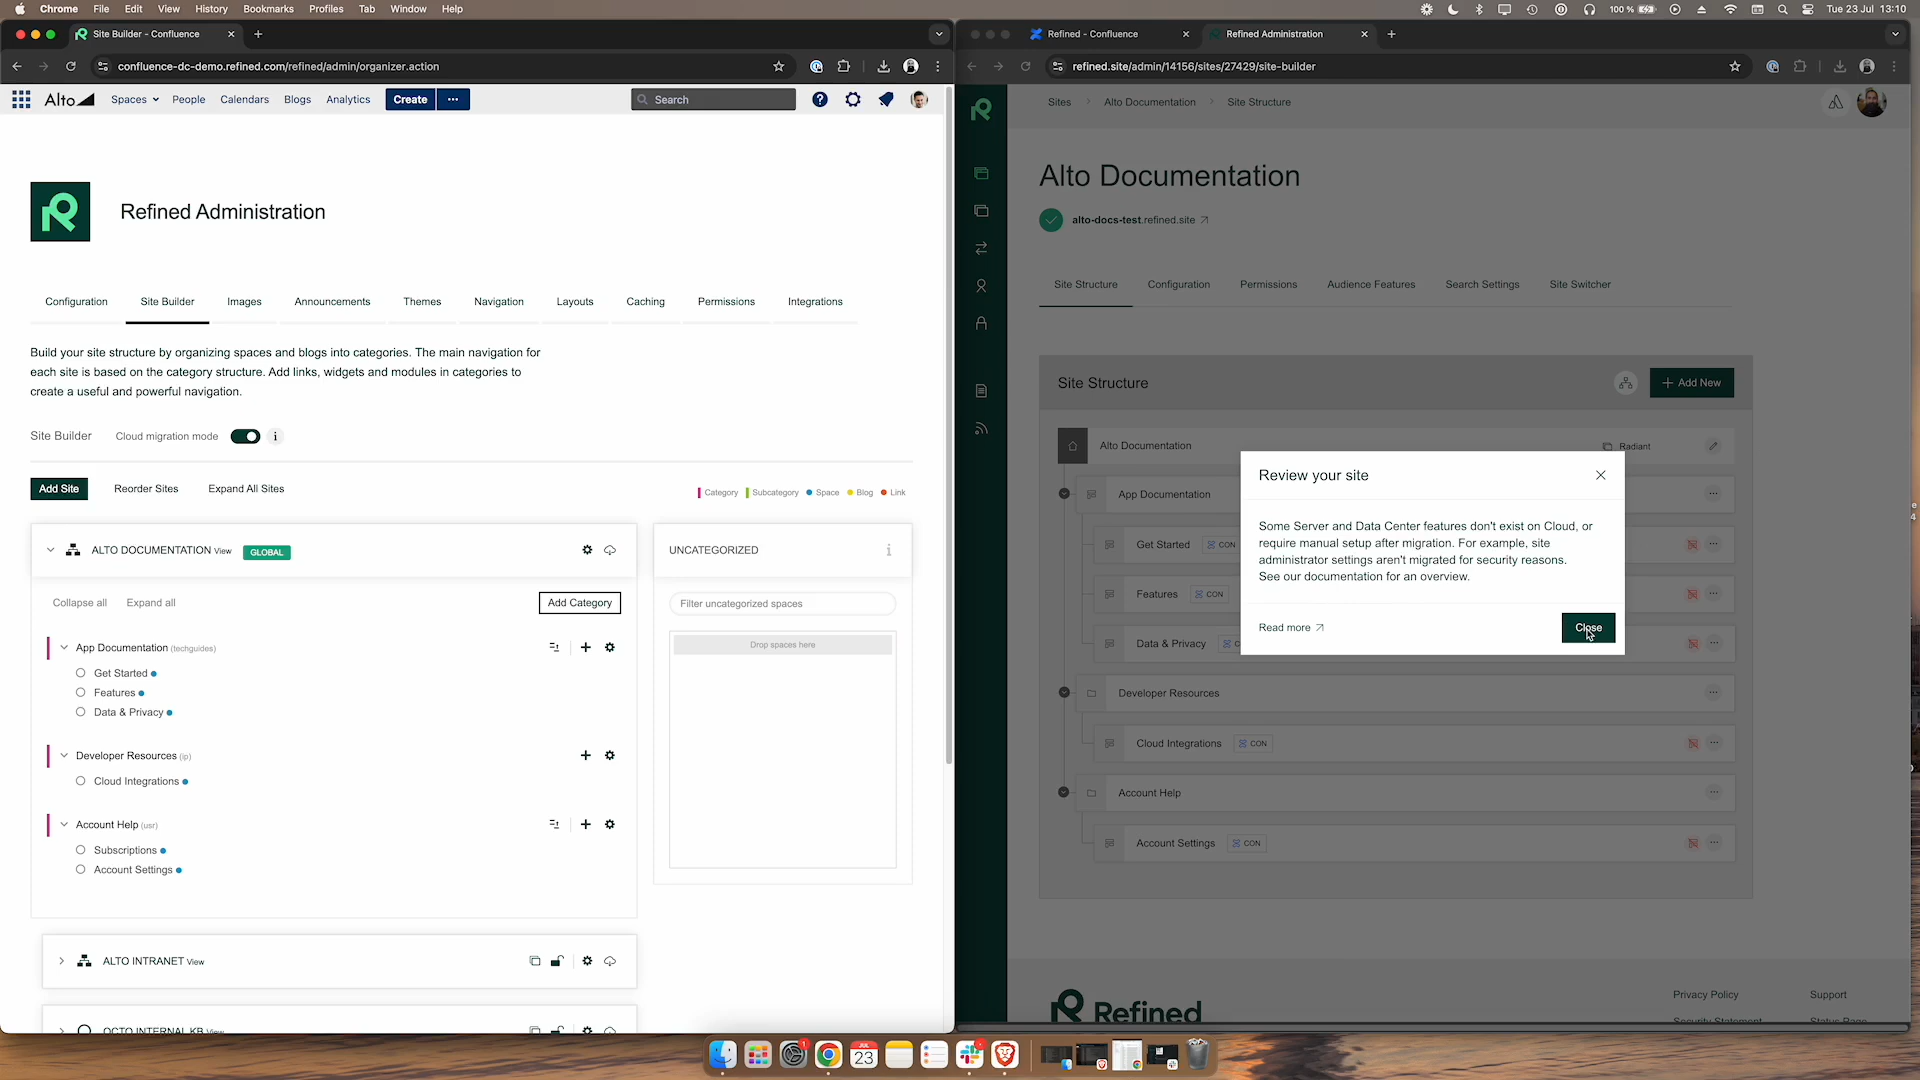 Chrome File Edit View History Bookmarks Profiles Tab Window Help
100 % Tue 23 Jul 13:10
Site Builder - Confluence
confluence-dc-demo.refined.com/refined/admin/organizer.action
Alto Spaces People Calendars Blogs Analytics Create ••• Search
Refined Administration
Configuration Site Builder Images Announcements Themes Navigation Layouts Caching Permissions Integrations
Build your site structure by organizing spaces and blogs into categories. The main navigation for
each site is based on the category structure. Add links, widgets and modules in categories to
create a useful and powerful navigation.
Site Builder Cloud migration mode i
Add Site Reorder Sites Expand All Sites
Category Subcategory Space Blog Link
ALTO DOCUMENTATION View GLOBAL
Collapse all Expand all Add Category
App Documentation (techguides)
Get Started
Features
Data & Privacy
Developer Resources (ip)
Cloud Integrations
Account Help (usr)
Subscriptions
Account Settings
UNCATEGORIZED i
Filter uncategorized spaces
Drop spaces here
ALTO INTRANET View
OCTO INTERNAL KB View
Refined - Confluence
Refined Administration
refined.site/admin/14156/sites/27429/site-builder
Sites Alto Documentation Site Structure
Alto Documentation
alto-docs-test.refined.site
Site Structure Configuration Permissions Audience Features Search Settings Site Switcher
Site Structure
+ Add New
Alto Documentation Radiant
App Documentation
Get Started CON
Features CON
Data & Privacy C
Developer Resources
Cloud Integrations CON
Account Help
Account Settings CON
Review your site
Some Server and Data Center features don't exist on Cloud, or
require manual setup after migration. For example, site
administrator settings aren't migrated for security reasons.
See our documentation for an overview.
Read more Close
Refined
Privacy Policy Support
Security Statement Status Page
JUL
23
1